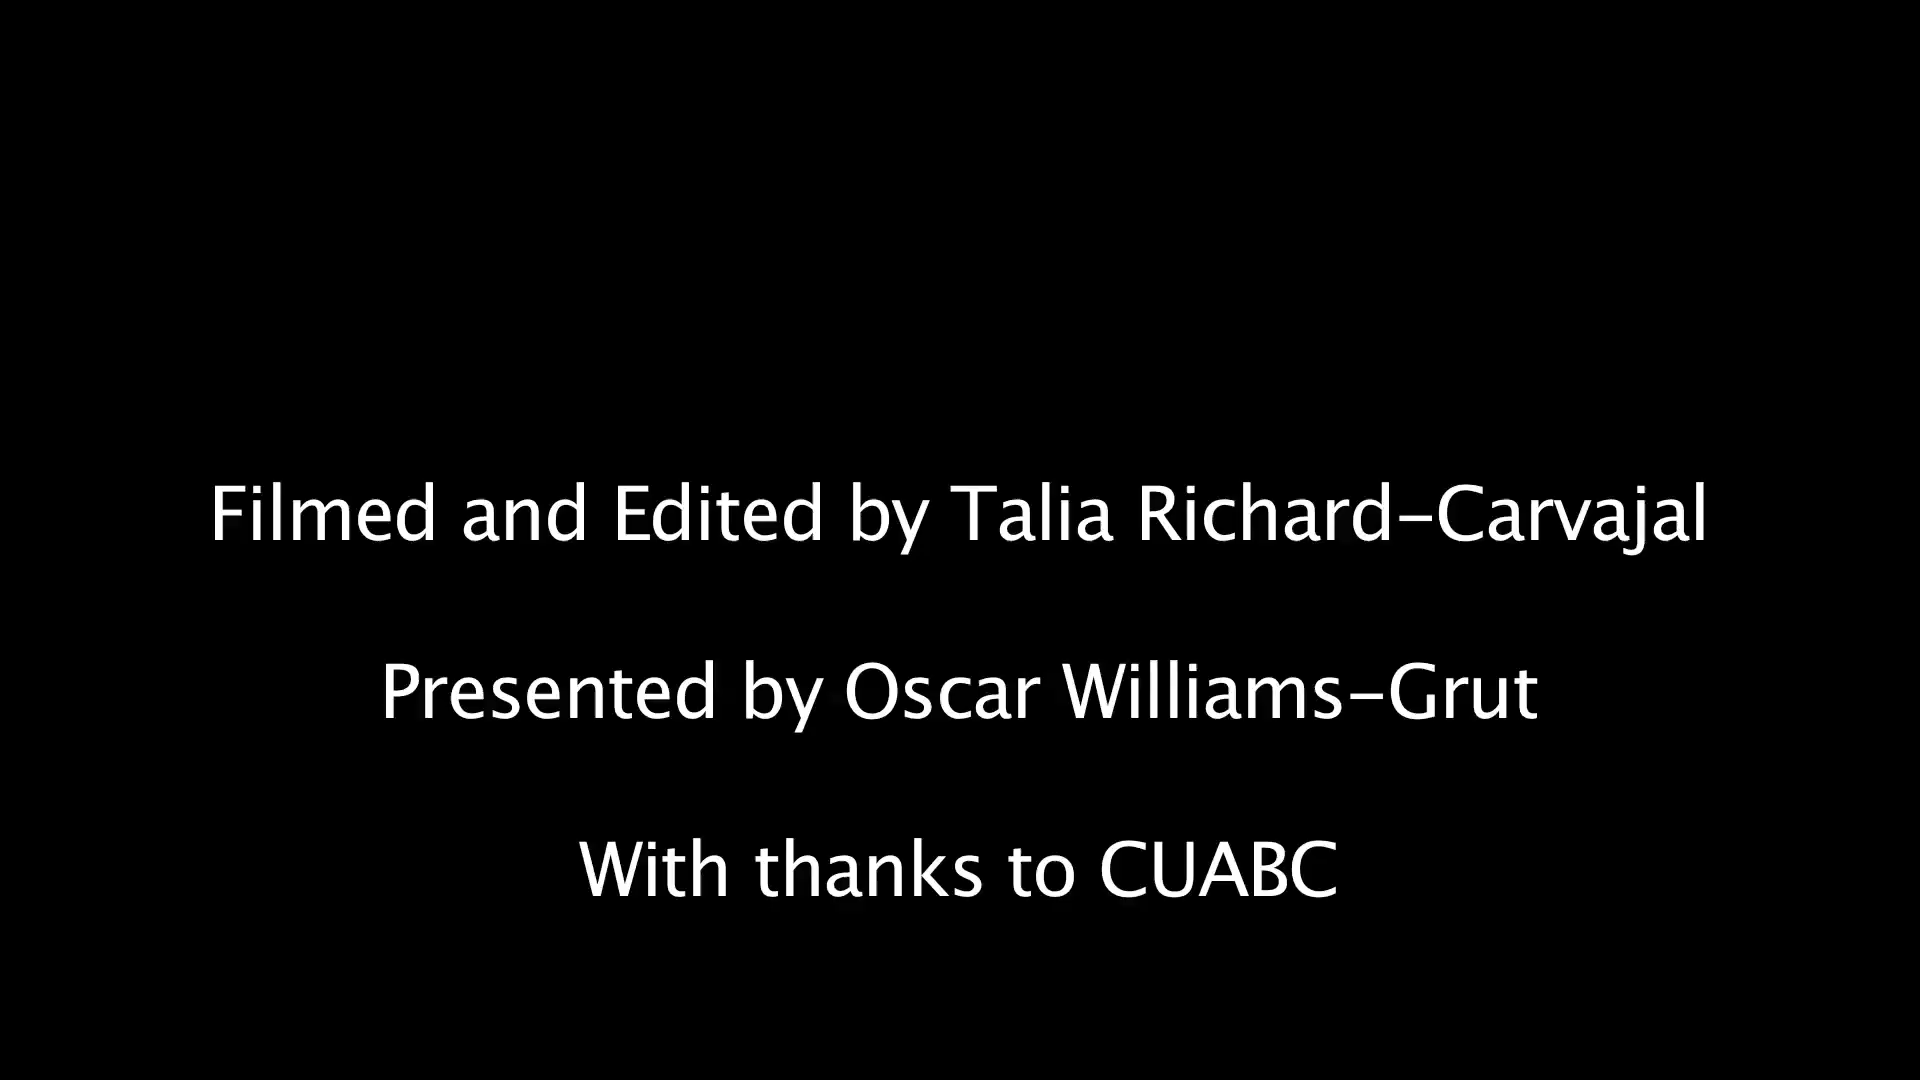 Filmed and Edited by Talia Richard-Carvajal
Presented by Oscar Williams-Grut
With thanks to CUABC